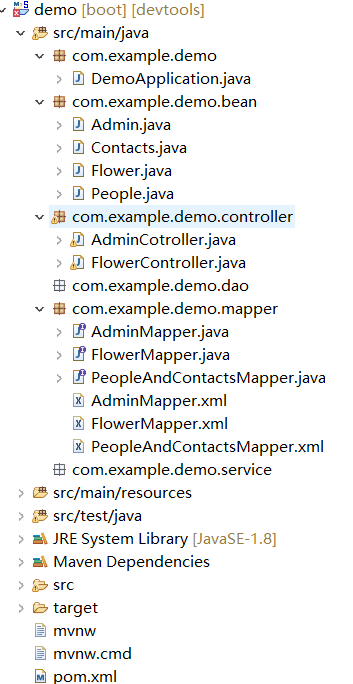 demo [boot] [devtools]
src/main/java
com.example.demo
DemoApplication.java
com.example.demo.bean
Admin.java
Contacts.java
Flower.java
People.java
com.example.demo.controller
AdminCotroller.java
FlowerController.java
com.example.demo.dao
com.example.demo.mapper
AdminMapper.java
FlowerMapper.java
PeopleAndContactsMapper.java
AdminMapper.xml
FlowerMapper.xml
PeopleAndContactsMapper.xml
com.example.demo.service
src/main/resources
src/test/java
JRE System Library [JavaSE-1.8]
Maven Dependencies
src
target
mvnw
mvnw.cmd
pom.xml